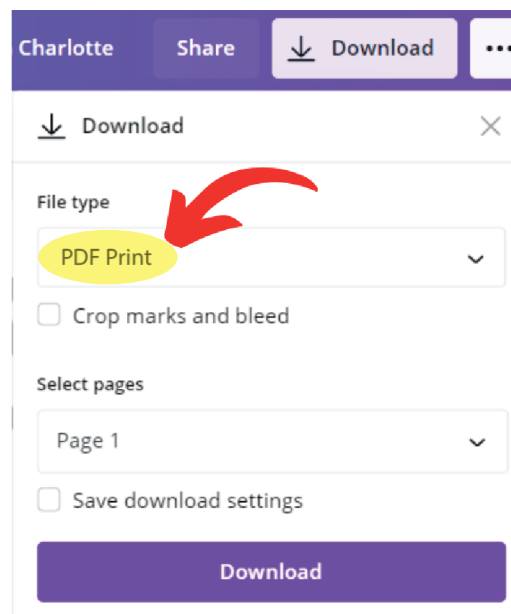 Charlotte Share Download
Download
File type
PDF Print
Crop marks and bleed
Select pages
Page 1
Save download settings
Download